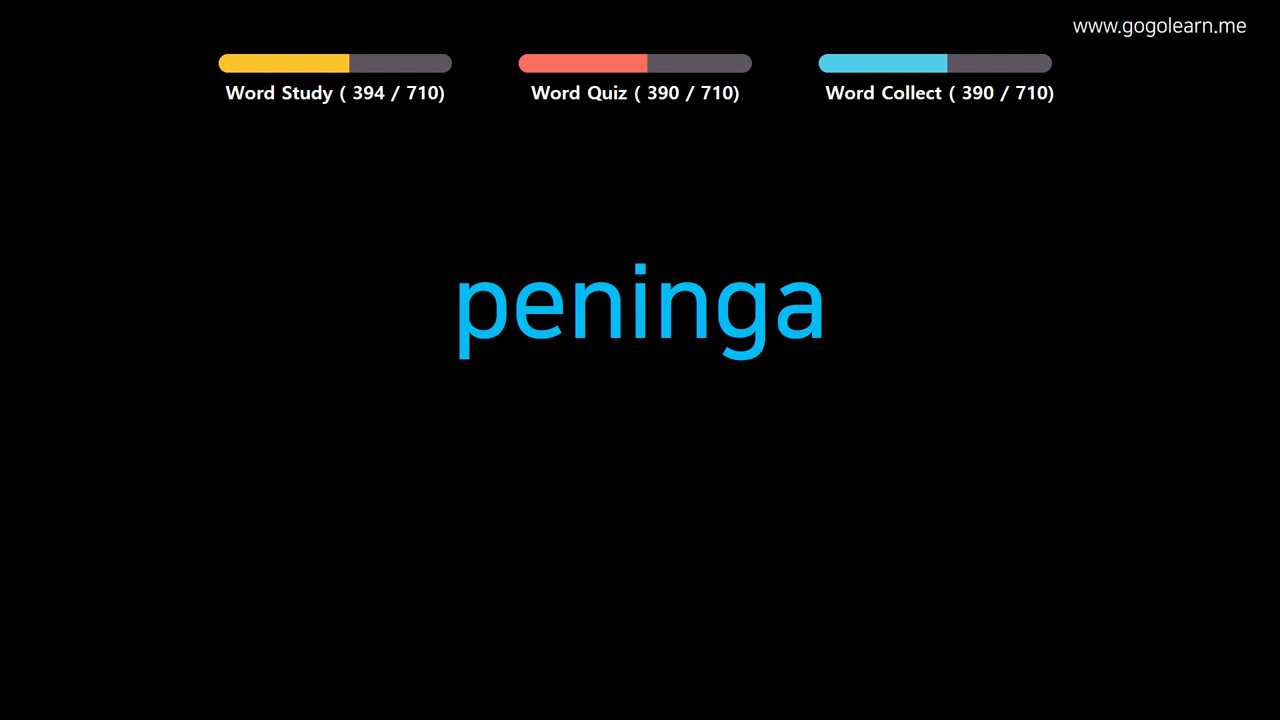 www.gogolearn.me
Word Study ( 394 / 710)
Word Quiz ( 390 / 710)
Word Collect ( 390 / 710)
peninga